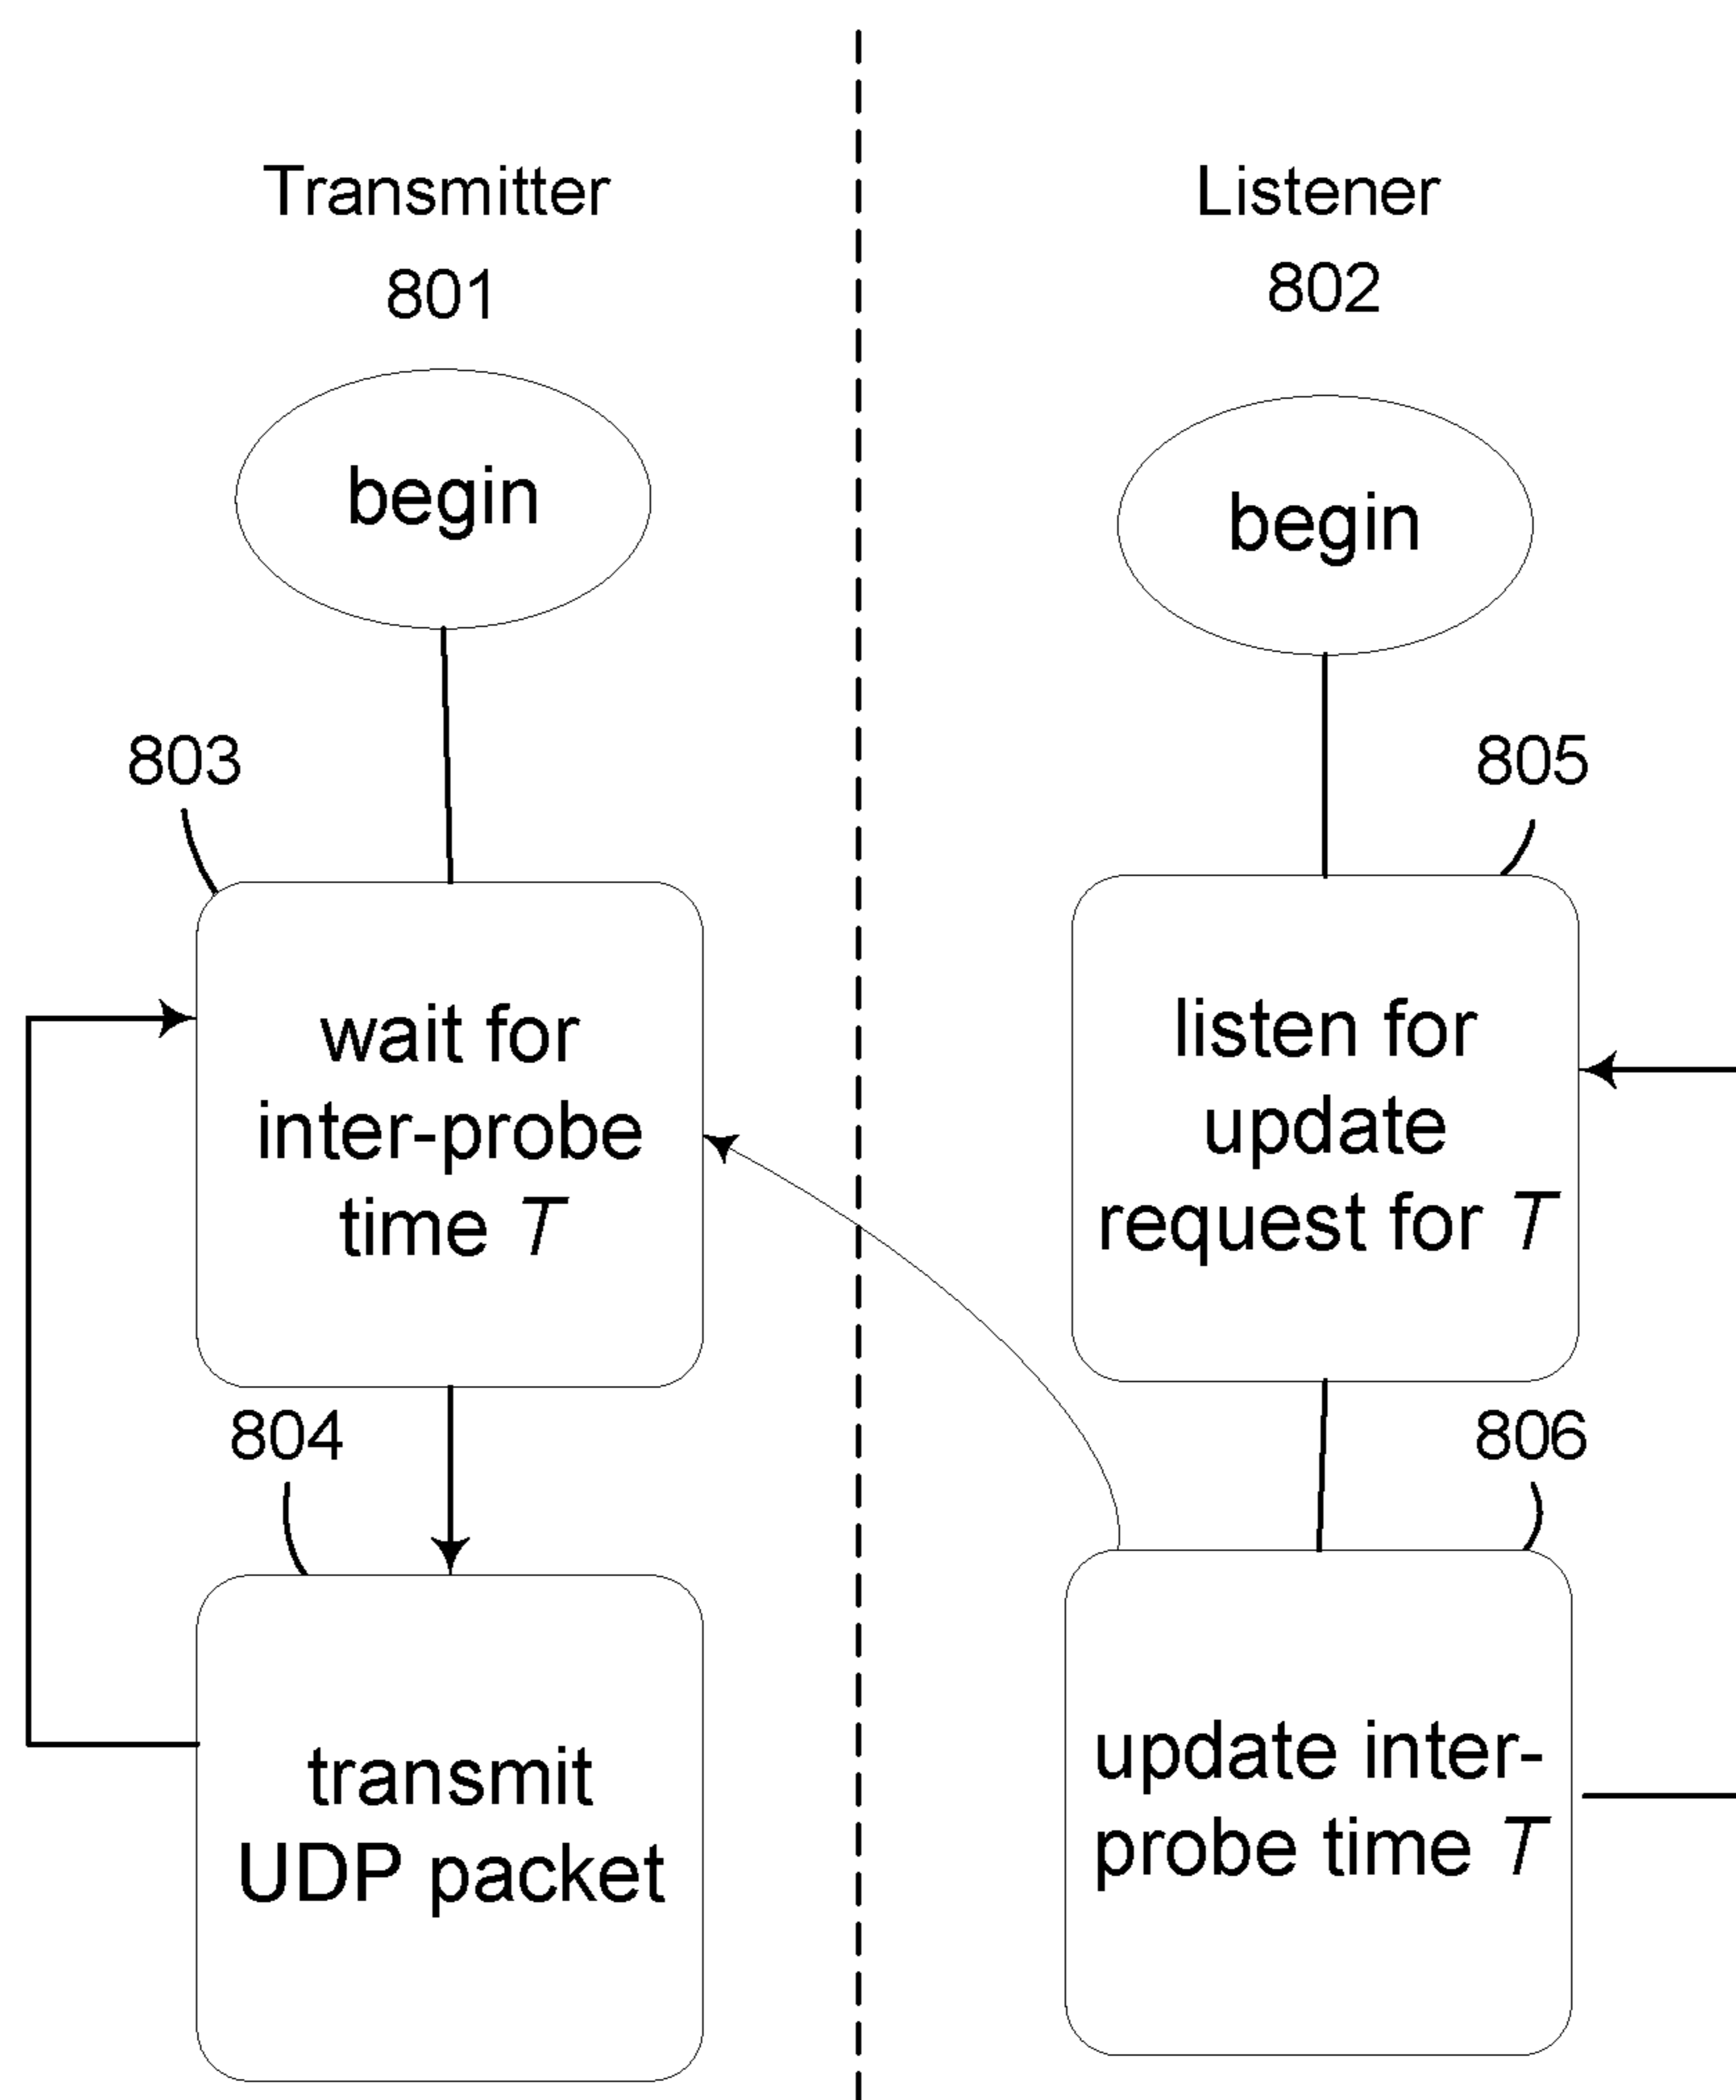 Transmitter
801
begin
803
wait for
inter-probe
time T
804
transmit
UDP packet
Listener
802
begin
805
listen for
update
request for T
806
update inter-
probe time T